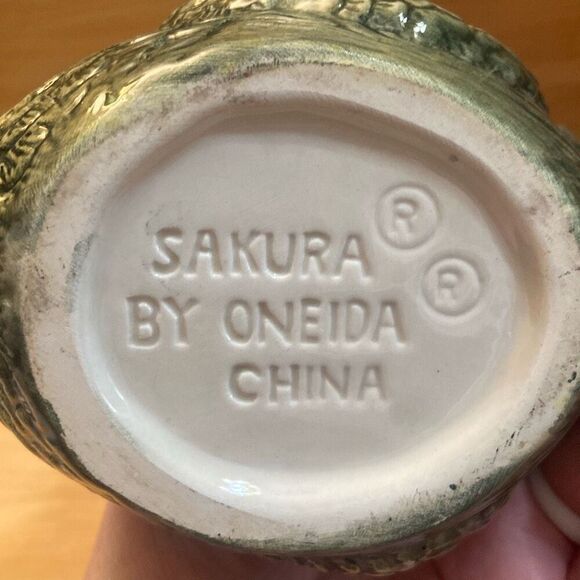 SAKURA ®
BY ONEIDA ®
CHINA